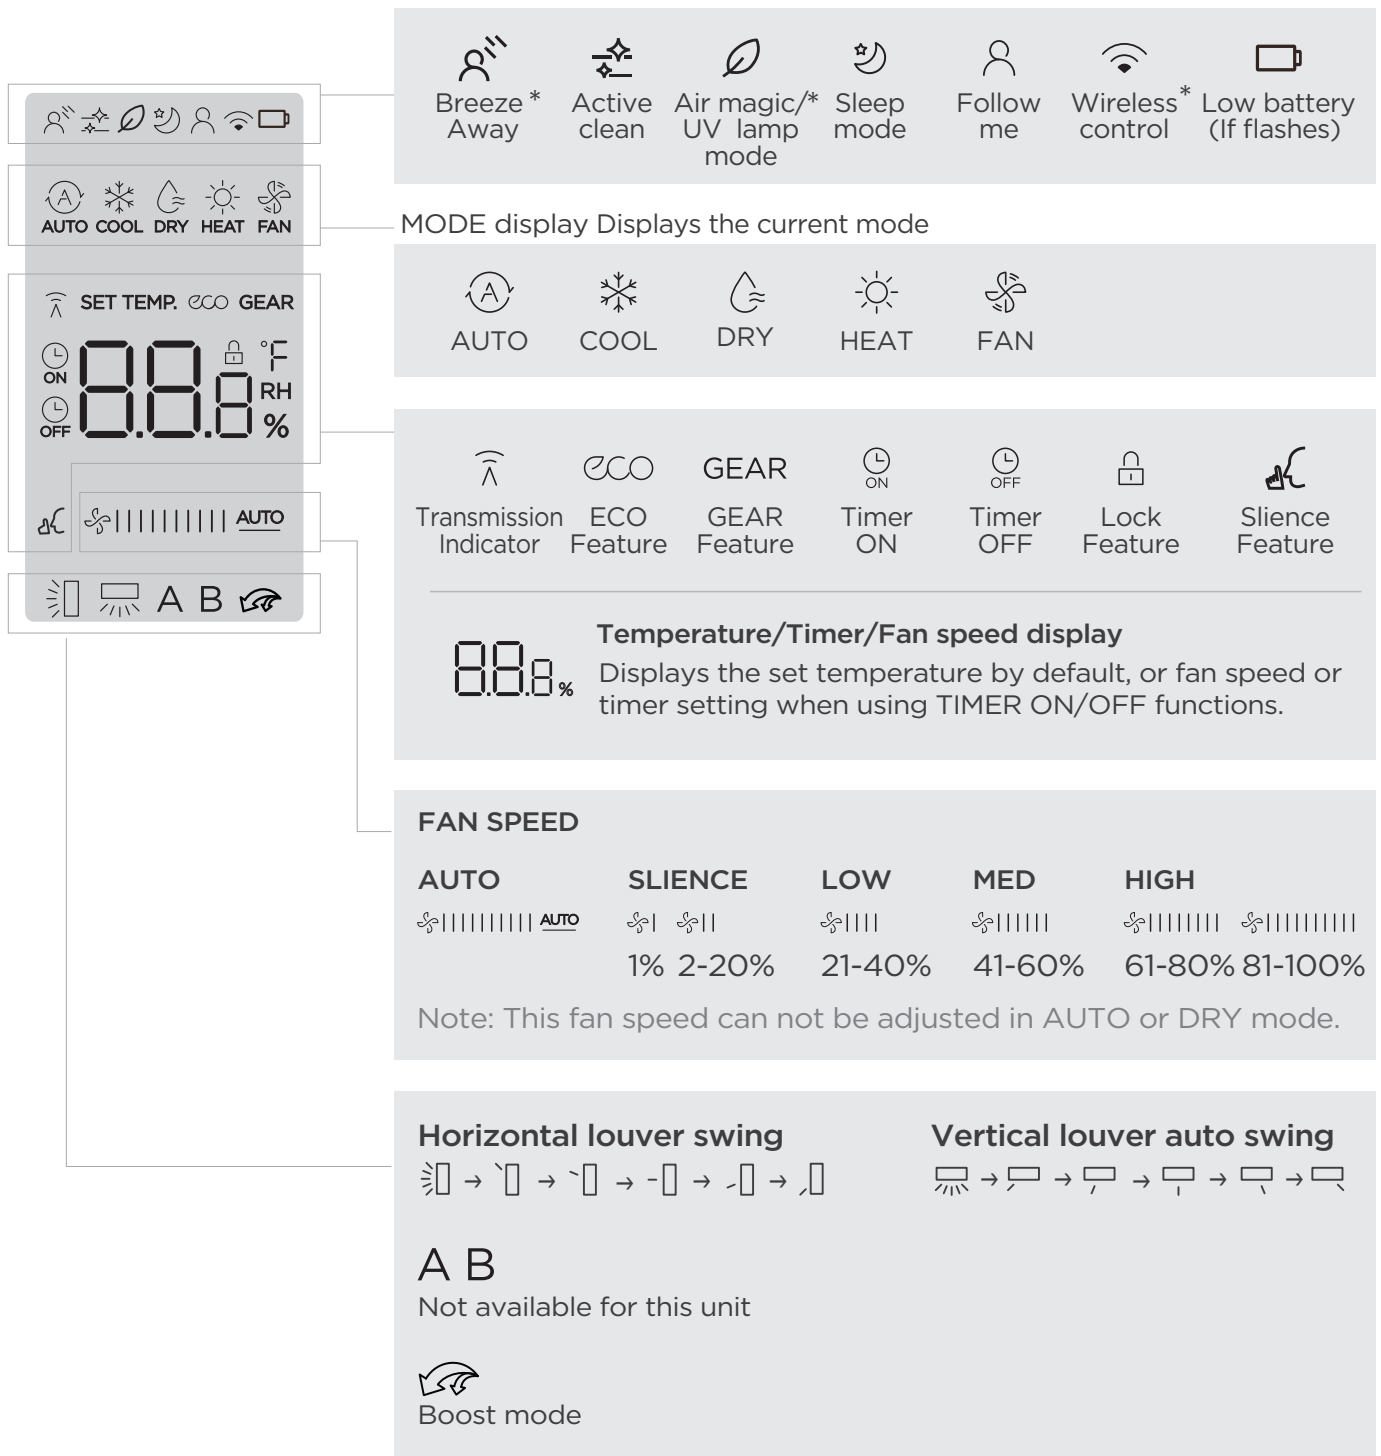 Breeze * Active Air magic/* Sleep Follow Wireless* Low battery
Away clean UV lamp mode me control (If flashes)
mode
AUTO COOL DRY HEAT FAN
MODE display Displays the current mode
AUTO COOL DRY HEAT FAN
SET TEMP. eco GEAR
ON 88.8 °F
RH
OFF %
AUTO
A B
eco GEAR ON OFF
Transmission ECO GEAR Timer Timer Lock Slience
Indicator Feature Feature ON OFF Feature Feature
88.8 %
Temperature/Timer/Fan speed display
Displays the set temperature by default, or fan speed or
timer setting when using TIMER ON/OFF functions.
FAN SPEED
AUTO SLIENCE LOW MED HIGH
AUTO
1% 2-20% 21-40% 41-60% 61-80% 81-100%
Note: This fan speed can not be adjusted in AUTO or DRY mode.
Horizontal louver swing Vertical louver auto swing
A B
Not available for this unit
Boost mode